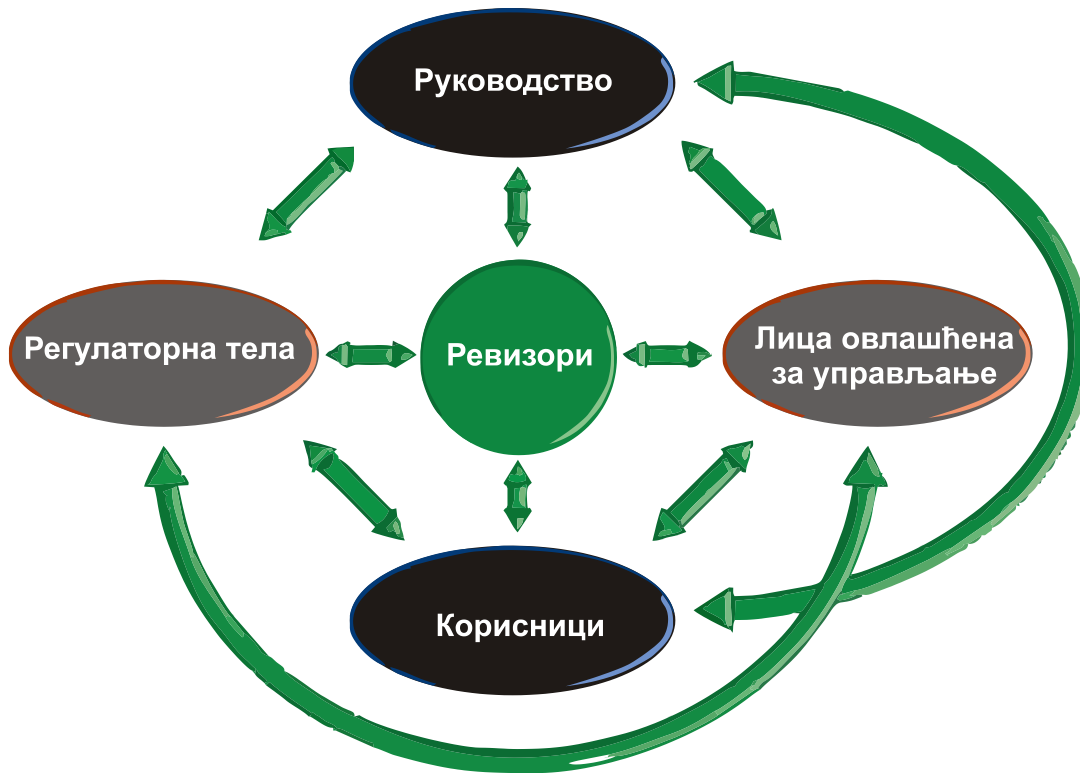 Руководство
Регулаторна тела
Ревизори
Лица овлашћена
за управљање
Корисници